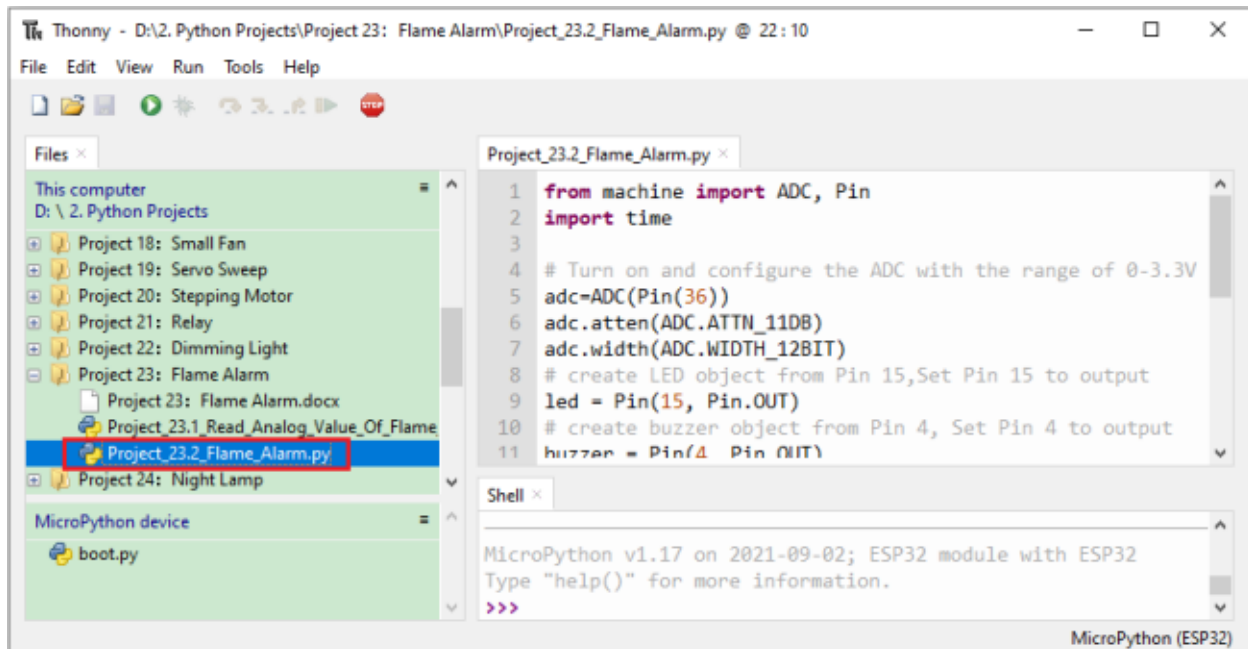 Thonny - D:\2. Python Projects\Project 23：Flame Alarm\Project_23.2_Flame_Alarm.py @ 22 : 10
File Edit View Run Tools Help
STOP
Files
This computer
D: \ 2. Python Projects
Project 18：Small Fan
Project 19：Servo Sweep
Project 20：Stepping Motor
Project 21：Relay
Project 22：Dimming Light
Project 23：Flame Alarm
Project 23：Flame Alarm.docx
Project_23.1_Read_Analog_Value_Of_Flame_
Project_23.2_Flame_Alarm.py
Project 24：Night Lamp
MicroPython device
boot.py
Project_23.2_Flame_Alarm.py
1 from machine import ADC, Pin
2 import time
3
4 # Turn on and configure the ADC with the range of 0-3.3V
5 adc=ADC(Pin(36))
6 adc.atten(ADC.ATTN_11DB)
7 adc.width(ADC.WIDTH_12BIT)
8 # create LED object from Pin 15,Set Pin 15 to output
9 led = Pin(15, Pin.OUT)
10 # create buzzer object from Pin 4, Set Pin 4 to output
11 buzzer = Pin(4, Pin.OUT)
Shell
MicroPython v1.17 on 2021-09-02; ESP32 module with ESP32
Type "help()" for more information.
>>>
MicroPython (ESP32)